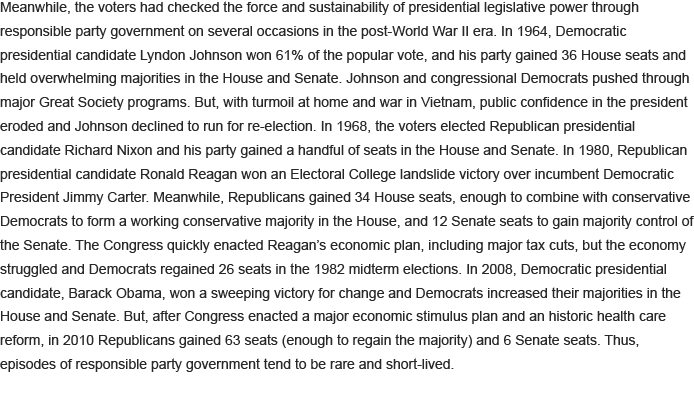 Meanwhile, the voters had checked the force and sustainability of presidential legislative power through
responsible party government on several occasions in the post-World War II era. In 1964, Democratic
presidential candidate Lyndon Johnson won 61% of the popular vote, and his party gained 36 House seats and
held overwhelming majorities in the House and Senate. Johnson and congressional Democrats pushed through
major Great Society programs. But, with turmoil at home and war in Vietnam, public confidence in the president
eroded and Johnson declined to run for re-election. In 1968, the voters elected Republican presidential
candidate Richard Nixon and his party gained a handful of seats in the House and Senate. In 1980, Republican
presidential candidate Ronald Reagan won an Electoral College landslide victory over incumbent Democratic
President Jimmy Carter. Meanwhile, Republicans gained 34 House seats, enough to combine with conservative
Democrats to form a working conservative majority in the House, and 12 Senate seats to gain majority control of
the Senate. The Congress quickly enacted Reagan’s economic plan, including major tax cuts, but the economy
struggled and Democrats regained 26 seats in the 1982 midterm elections. In 2008, Democratic presidential
candidate, Barack Obama, won a sweeping victory for change and Democrats increased their majorities in the
House and Senate. But, after Congress enacted a major economic stimulus plan and an historic health care
reform, in 2010 Republicans gained 63 seats (enough to regain the majority) and 6 Senate seats. Thus,
episodes of responsible party government tend to be rare and short-lived.